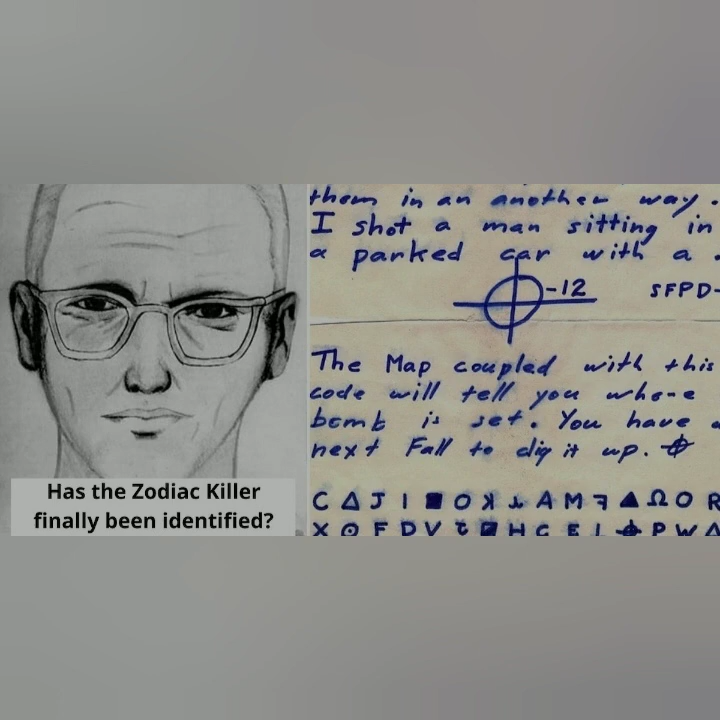 Has the Zodiac Killer
finally been identified?
them in an another way.
I shot a man sitting in
a parked car with a
-12 SFPD-
The Map coupled with this
code will tell you where
bomb is set. You have
next Fall to dig it up. ⌖
C Δ J I ■ O ꓘ A M ▲ Ω O R
X ⊙ F D V H C E L ⌖ P W Δ